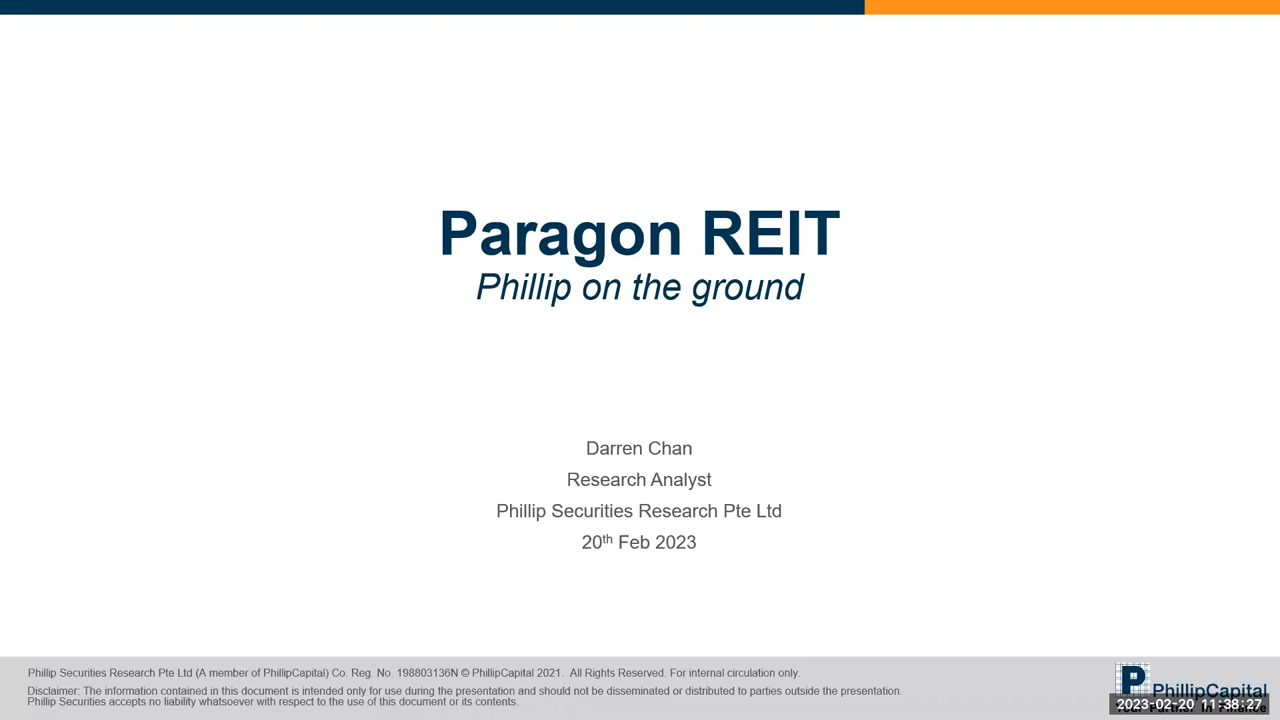 Paragon REIT
Phillip on the ground
Darren Chan
Research Analyst
Phillip Securities Research Pte Ltd
20th Feb 2023
Phillip Securities Research Pte Ltd (A member of PhillipCapital) Co. Reg. No. 198803136N © PhillipCapital 2021. All Rights Reserved. For internal circulation only.
Disclaimer: The information contained in this document is intended only for use during the presentation and should not be disseminated or distributed to parties outside the presentation.
Phillip Securities accepts no liability whatsoever with respect to the use of this document or its contents.
PhillipCapital
Your Partner In Finance
2023-02-20 11:38:27